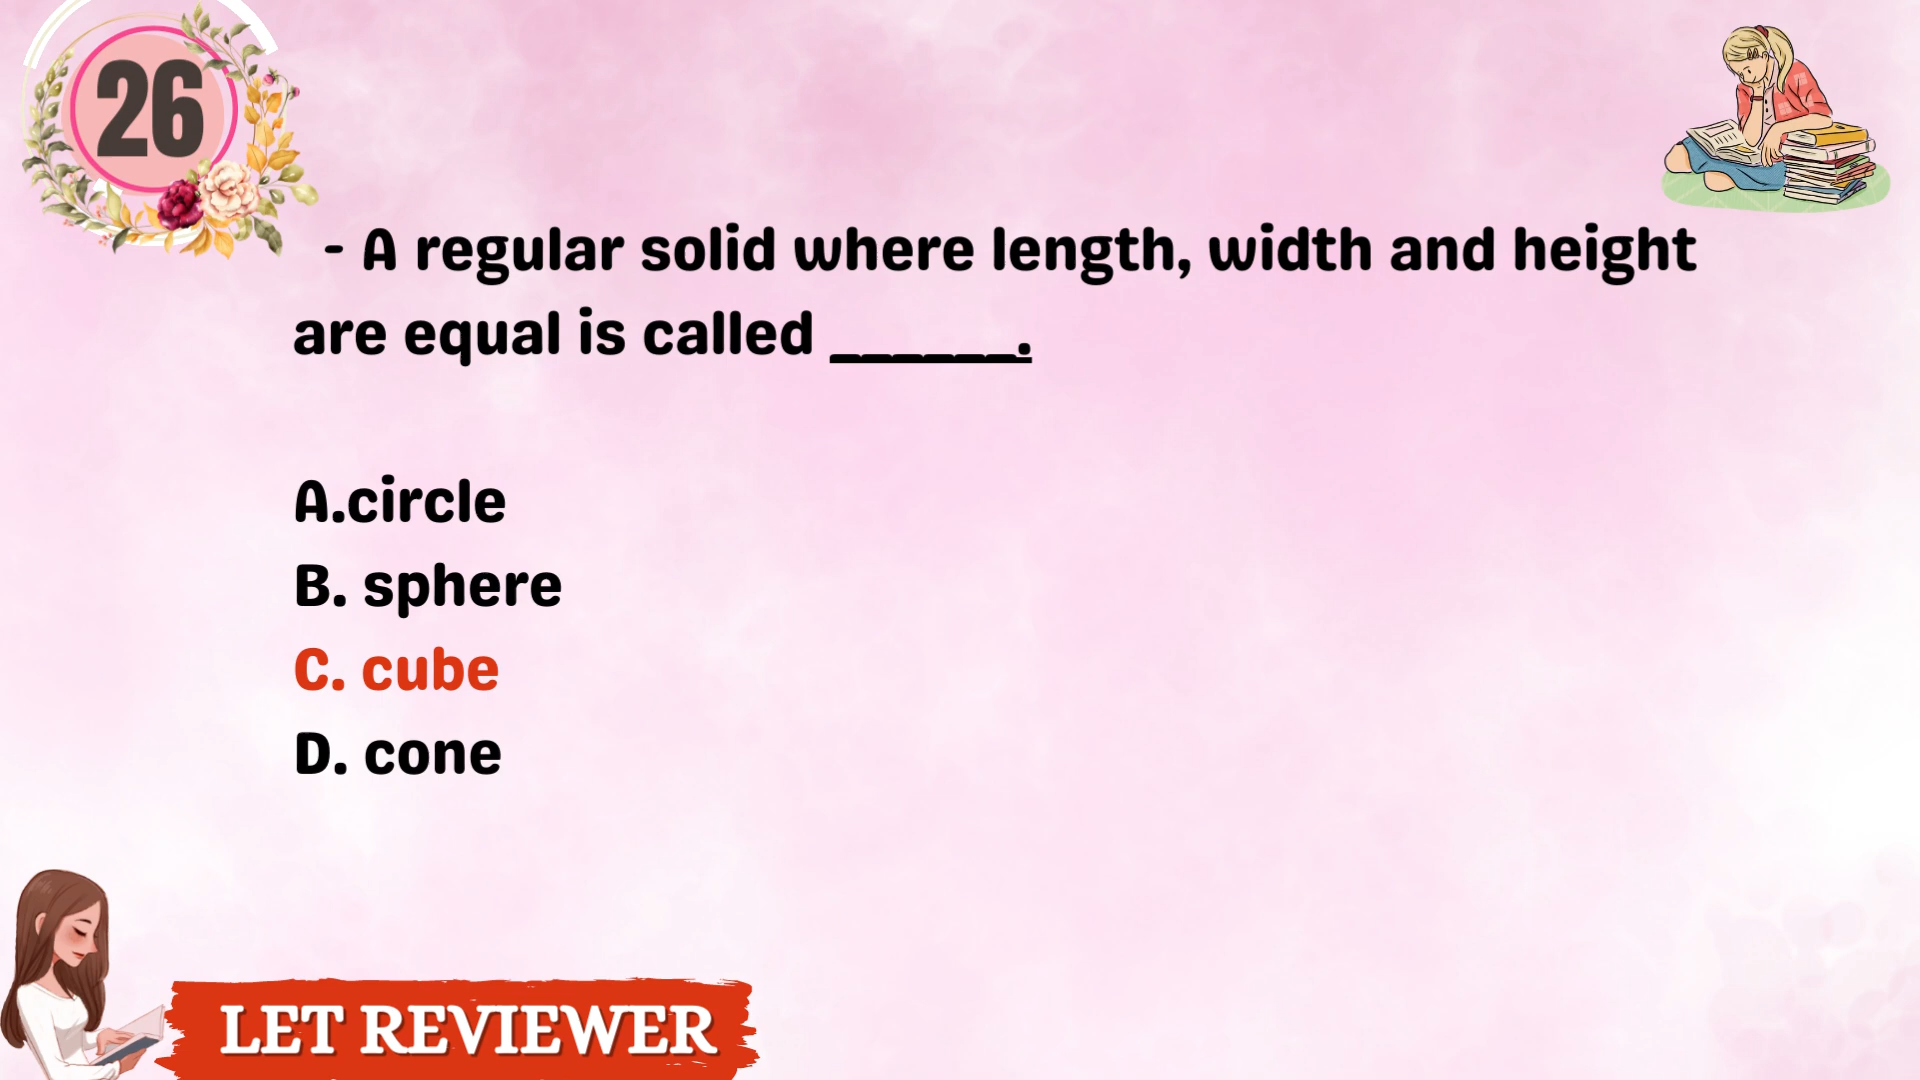 26
- A regular solid where length, width and height
are equal is called ______.
A.circle
B. sphere
C. cube
D. cone
LET REVIEWER